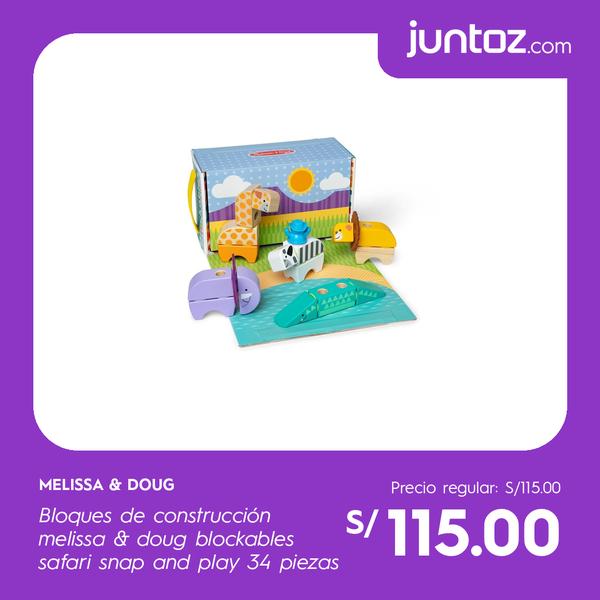 juntoz.com
MELISSA & DOUG
Bloques de construcción
melissa & doug blockables
safari snap and play 34 piezas
Precio regular: S/115.00
S/ 115.00